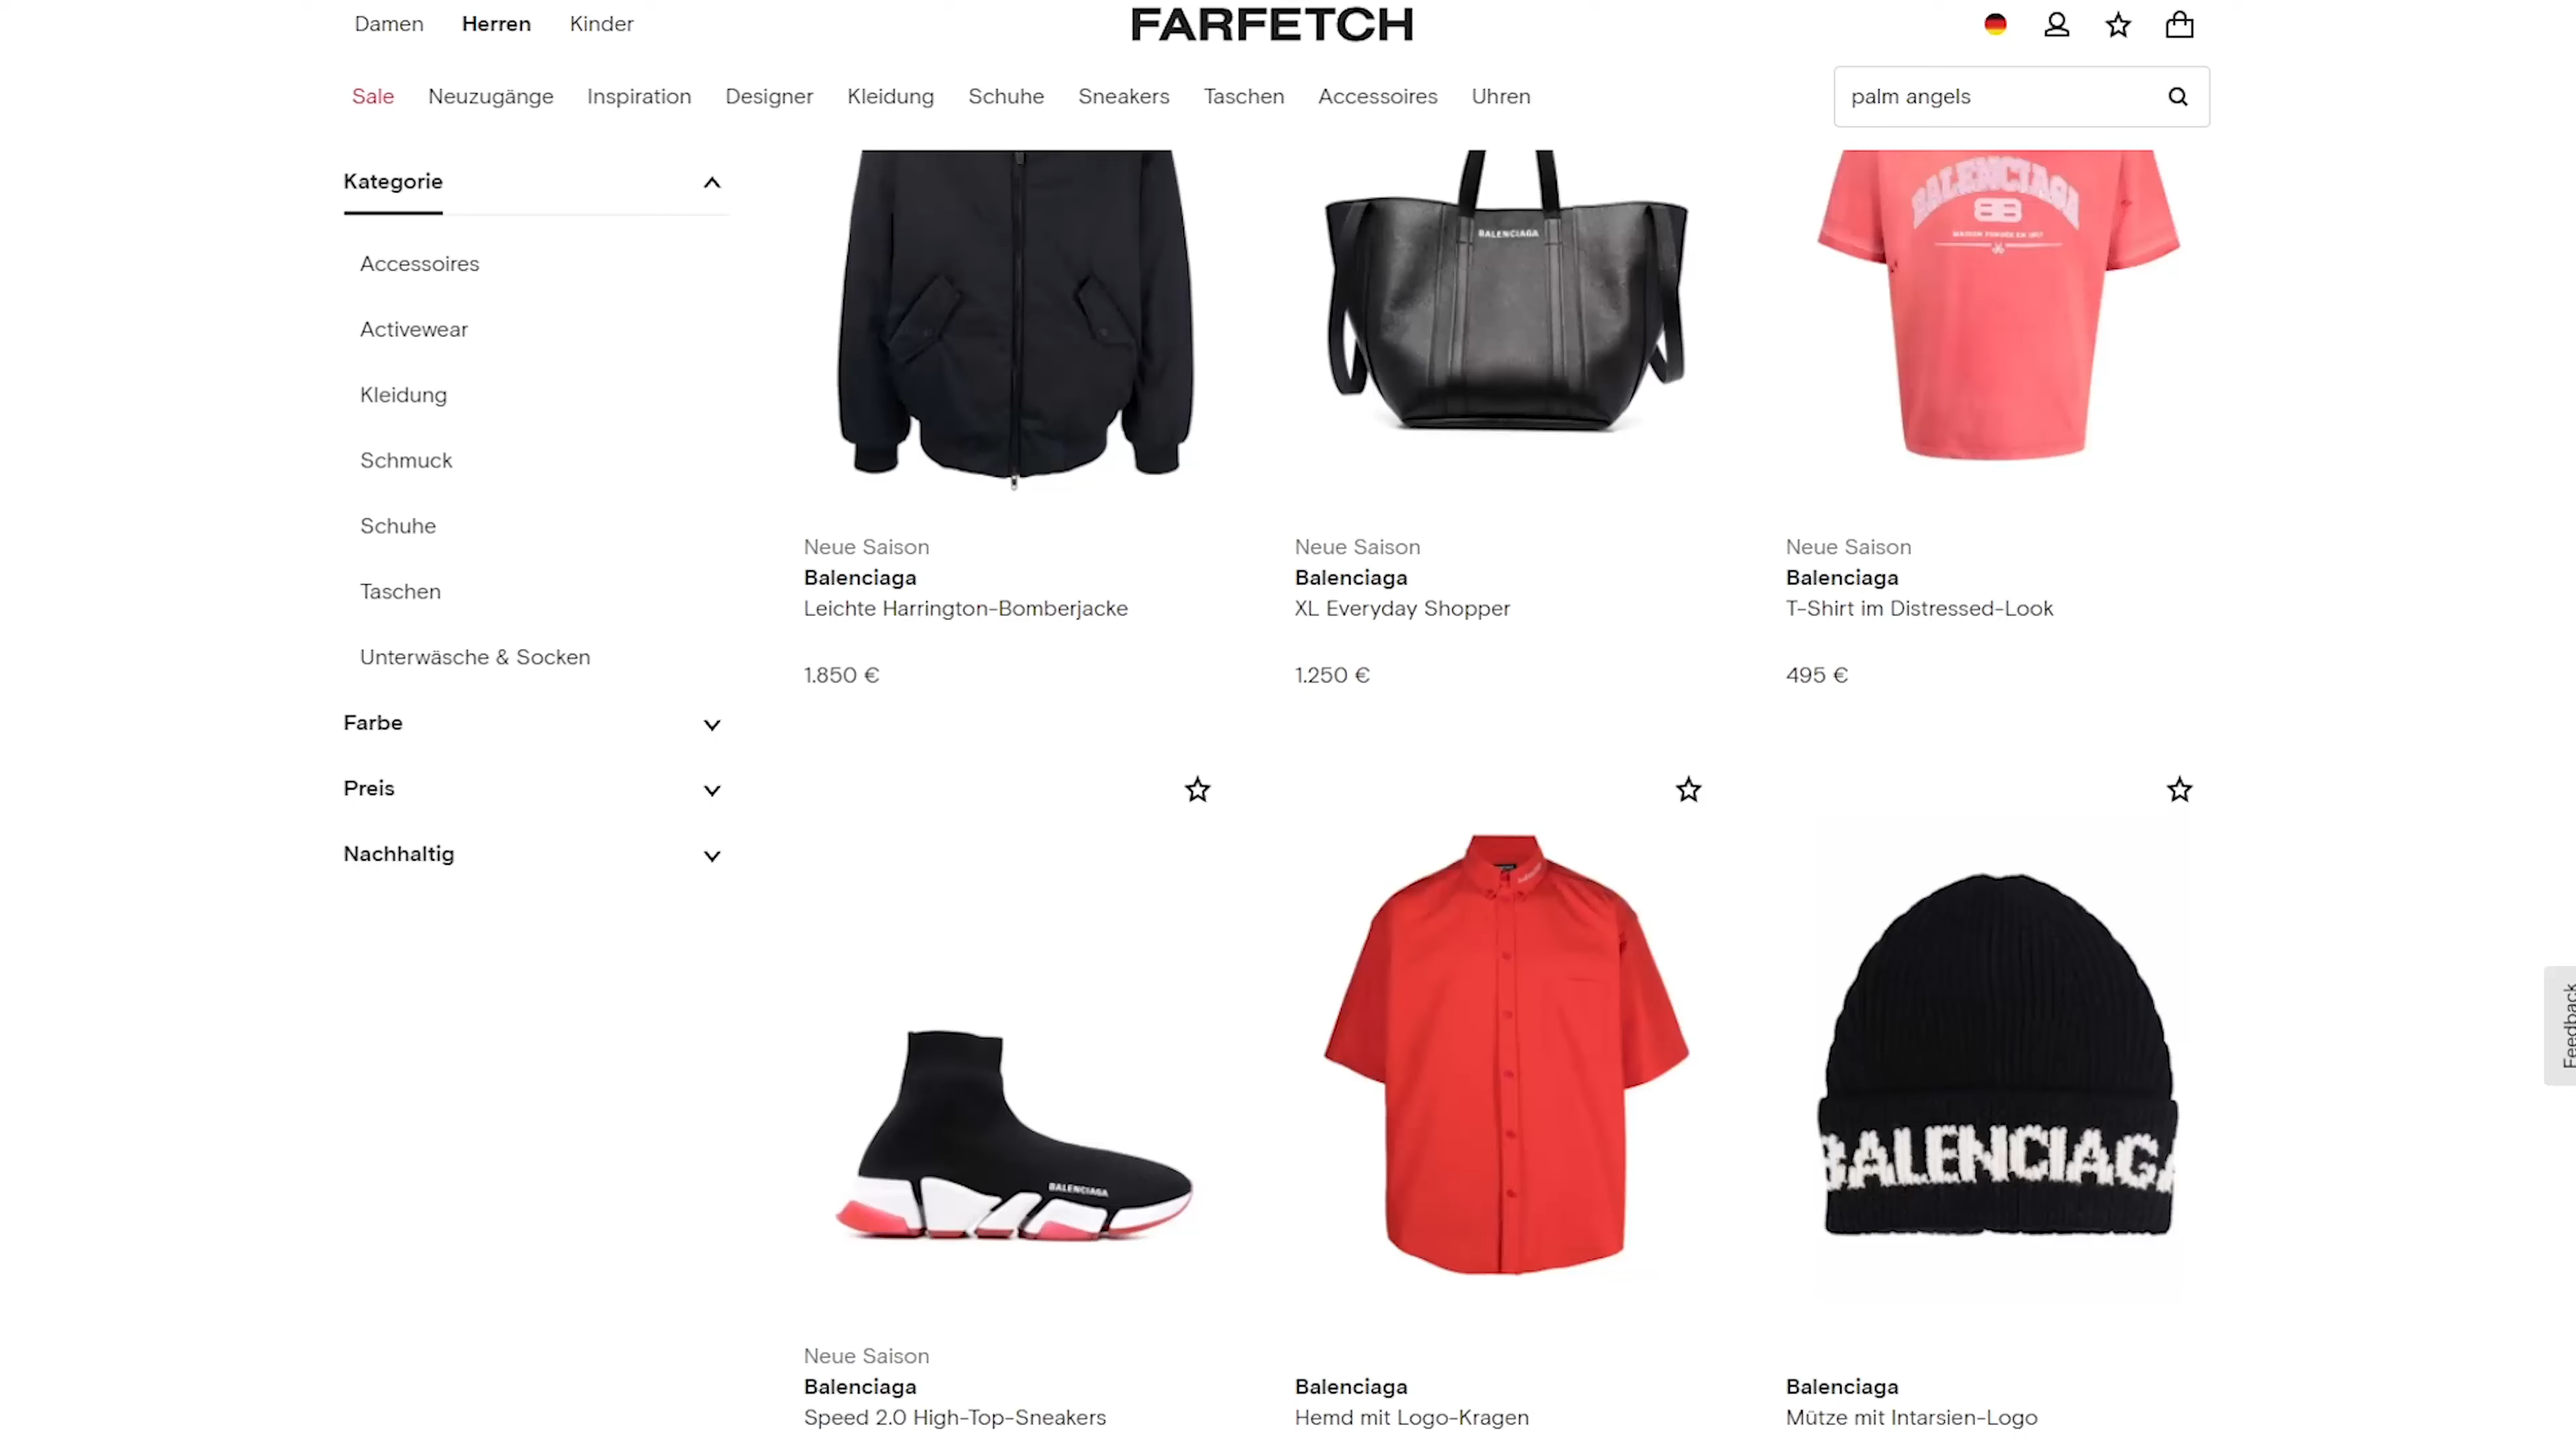 Damen Herren Kinder
FARFETCH
Sale Neuzugänge Inspiration Designer Kleidung Schuhe Sneakers Taschen Accessoires Uhren
palm angels
Kategorie
Accessoires
Activewear
Kleidung
Schmuck
Schuhe
Taschen
Unterwäsche & Socken
Farbe
Preis
Nachhaltig
BALENCIAGA
BALENCIAGA
BB
Neue Saison
Balenciaga
Leichte Harrington-Bomberjacke
1.850 €
Neue Saison
Balenciaga
XL Everyday Shopper
1.250 €
Neue Saison
Balenciaga
T-Shirt im Distressed-Look
495 €
BALENCIAGA
BALENCIAGA
Neue Saison
Balenciaga
Speed 2.0 High-Top-Sneakers
Balenciaga
Hemd mit Logo-Kragen
Balenciaga
Mütze mit Intarsien-Logo
Feedback